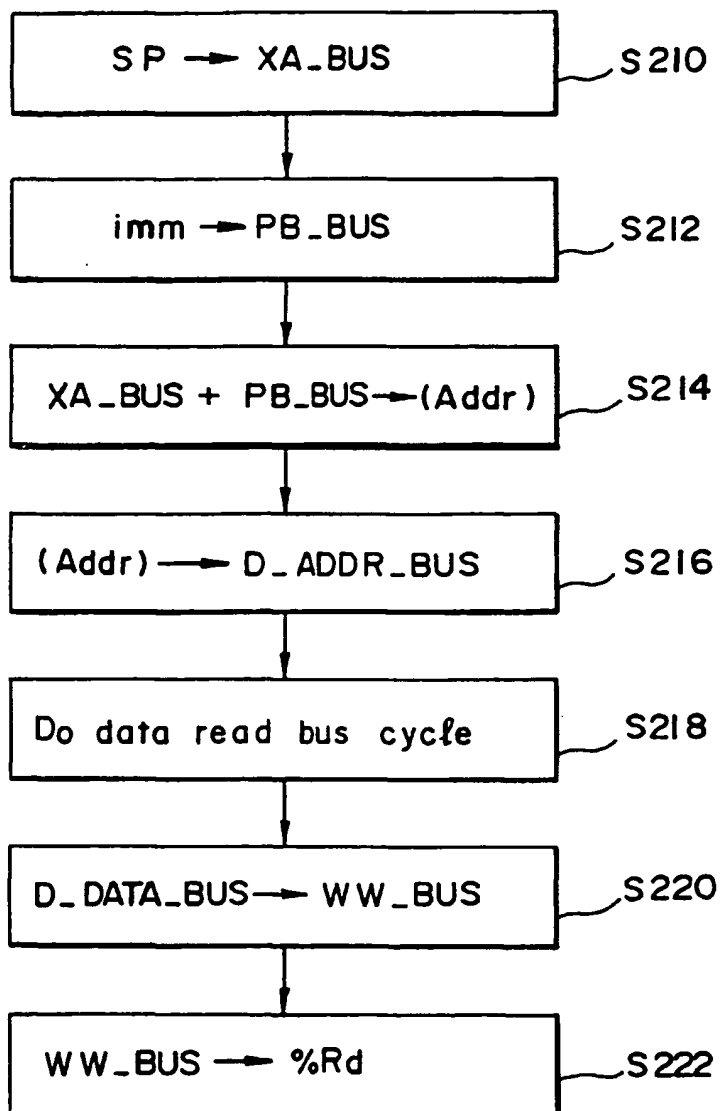 SP → XA_BUS S210
imm → PB_BUS S212
XA_BUS + PB_BUS → (Addr) S214
(Addr) → D_ADDR_BUS S216
Do data read bus cycle S218
D_DATA_BUS → WW_BUS S220
WW_BUS → %Rd S222